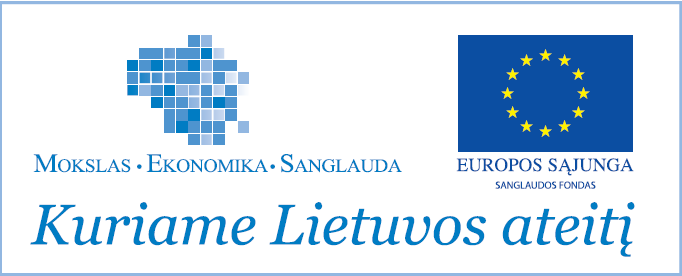 MOKSLAS • EKONOMIKA • SANGLAUDA
EUROPOS SĄJUNGA
SANGLAUDOS FONDAS
Kuriame Lietuvos ateitį